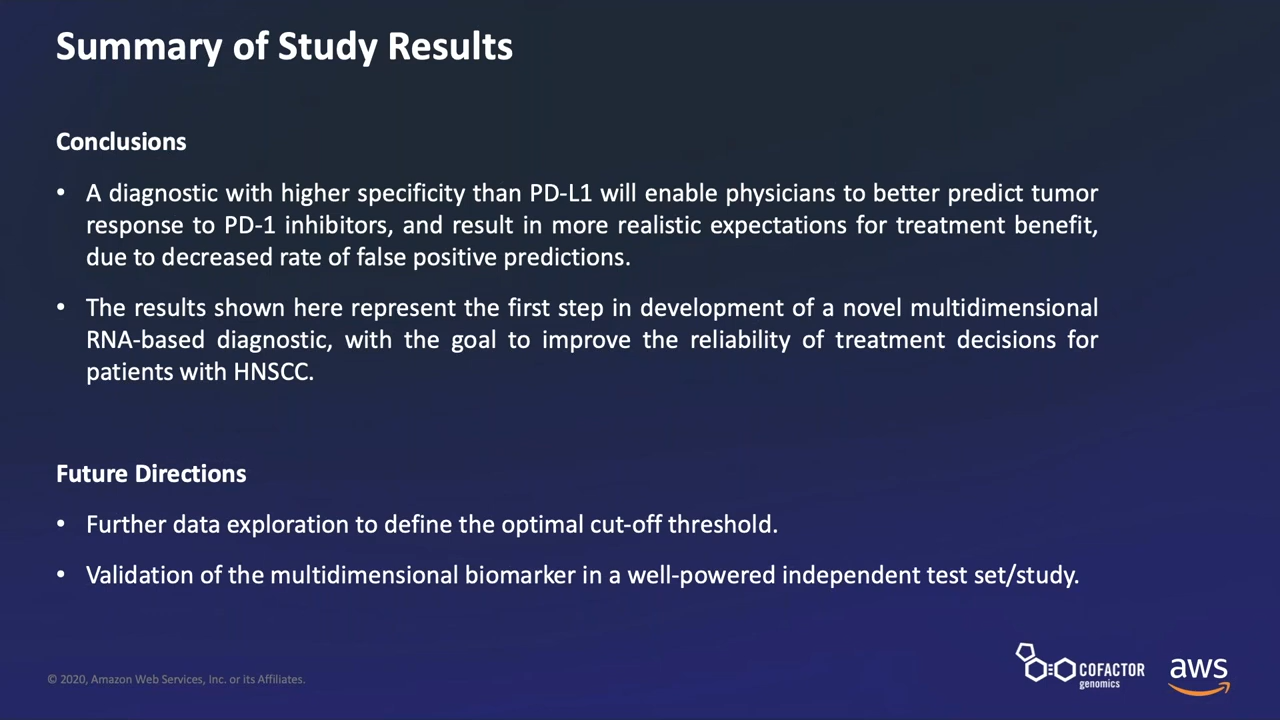 Summary of Study Results
Conclusions
• A diagnostic with higher specificity than PD-L1 will enable physicians to better predict tumor
response to PD-1 inhibitors, and result in more realistic expectations for treatment benefit,
due to decreased rate of false positive predictions.
• The results shown here represent the first step in development of a novel multidimensional
RNA-based diagnostic, with the goal to improve the reliability of treatment decisions for
patients with HNSCC.
Future Directions
• Further data exploration to define the optimal cut-off threshold.
• Validation of the multidimensional biomarker in a well-powered independent test set/study.
© 2020, Amazon Web Services, Inc. or its Affiliates.
COFACTOR
genomics
aws